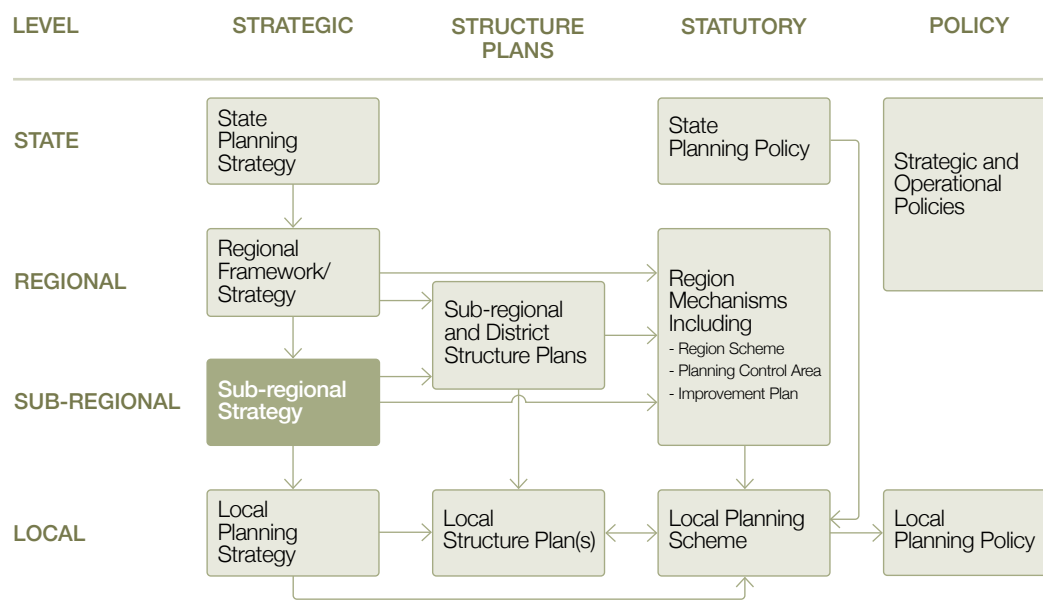 LEVEL
STRATEGIC
STRUCTURE
PLANS
STATUTORY
POLICY
STATE
State
Planning
Strategy
State
Planning Policy
Strategic and
Operational
Policies
REGIONAL
Regional
Framework/
Strategy
Sub-regional
and District
Structure Plans
Region
Mechanisms
Including
- Region Scheme
- Planning Control Area
- Improvement Plan
SUB-REGIONAL
Sub-regional
Strategy
LOCAL
Local
Planning
Strategy
Local
Structure Plan(s)
Local Planning
Scheme
Local
Planning Policy